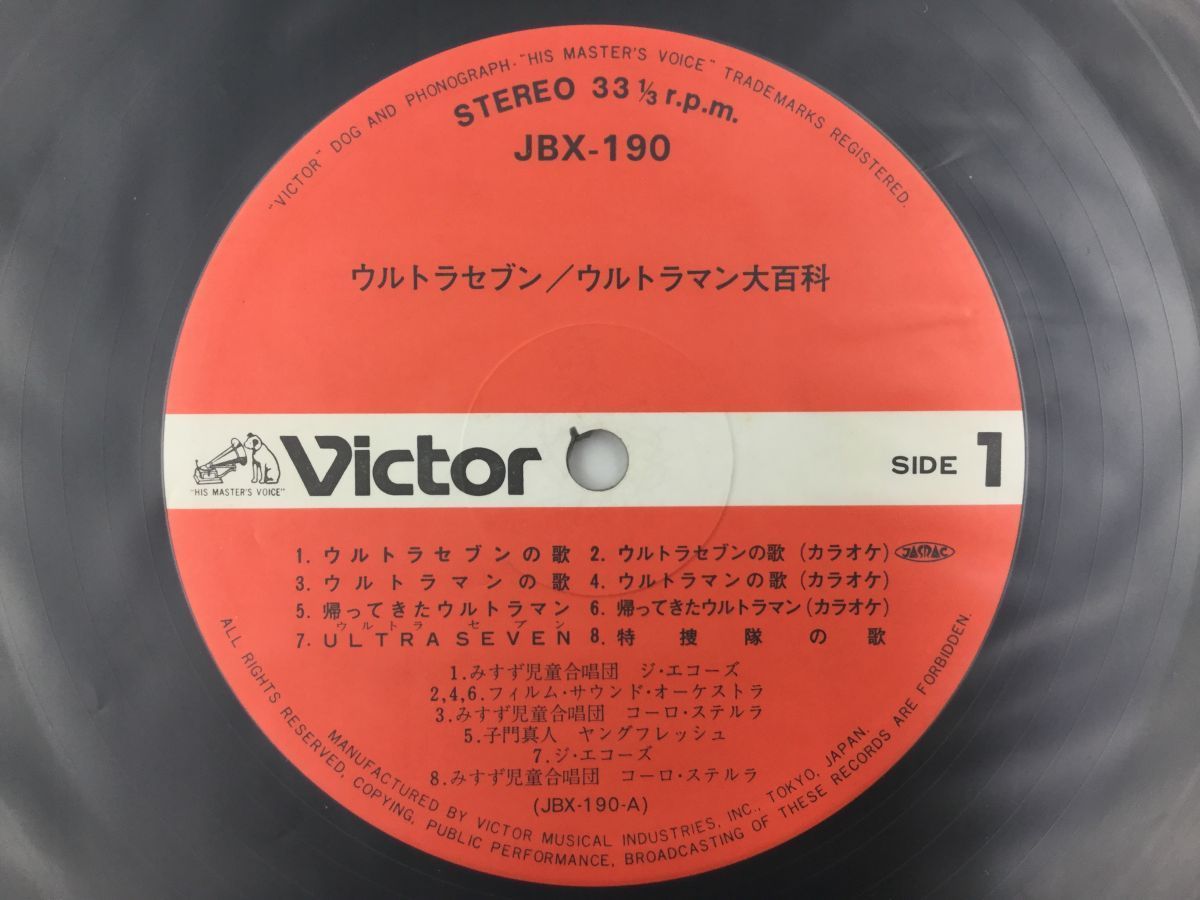 "VICTOR" DOG AND PHONOGRAPH・"HIS MASTER'S VOICE" TRADEMARKS REGISTERED.
STEREO 33 1/3 r.p.m.
JBX-190
ウルトラセブン／ウルトラマン大百科
"HIS MASTER'S VOICE"
Victor
SIDE 1
1. ウルトラセブンの歌 2. ウルトラセブンの歌(カラオケ) JASRAC
3. ウルトラマンの歌 4. ウルトラマンの歌(カラオケ)
5. 帰ってきたウルトラマン 6. 帰ってきたウルトラマン(カラオケ)
ウルトラ セブン
7. ULTRA SEVEN 8. 特捜隊の歌
1.みすず児童合唱団 ジ・エコーズ
2,4,6.フィルム・サウンド・オーケストラ
3.みすず児童合唱団 コーロ・ステルラ
5.子門真人 ヤングフレッシュ
7.ジ・エコーズ
8.みすず児童合唱団 コーロ・ステルラ
(JBX-190-A)
MANUFACTURED BY VICTOR MUSICAL INDUSTRIES, INC., TOKYO, JAPAN.
ALL RIGHTS RESERVED, COPYING, PUBLIC PERFORMANCE, BROADCASTING OF THESE RECORDS ARE FORBIDDEN.